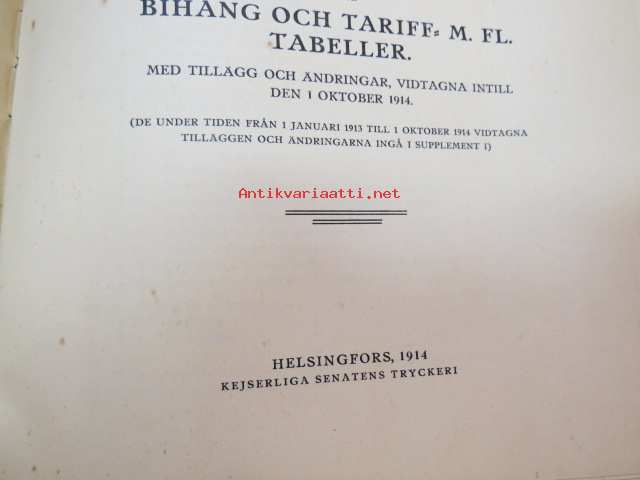 BIHANG OCH TARIFF= M. FL.
TABELLER.
MED TILLÄGG OCH ÄNDRINGAR, VIDTAGNA INTILL
DEN 1 OKTOBER 1914.
(DE UNDER TIDEN FRÅN 1 JANUARI 1913 TILL 1 OKTOBER 1914 VIDTAGNA
TILLÄGGEN OCH ÄNDRINGARNA INGÅ I SUPPLEMENT I)
Antikvariaatti.net
HELSINGFORS, 1914
KEJSERLIGA SENATENS TRYCKERI